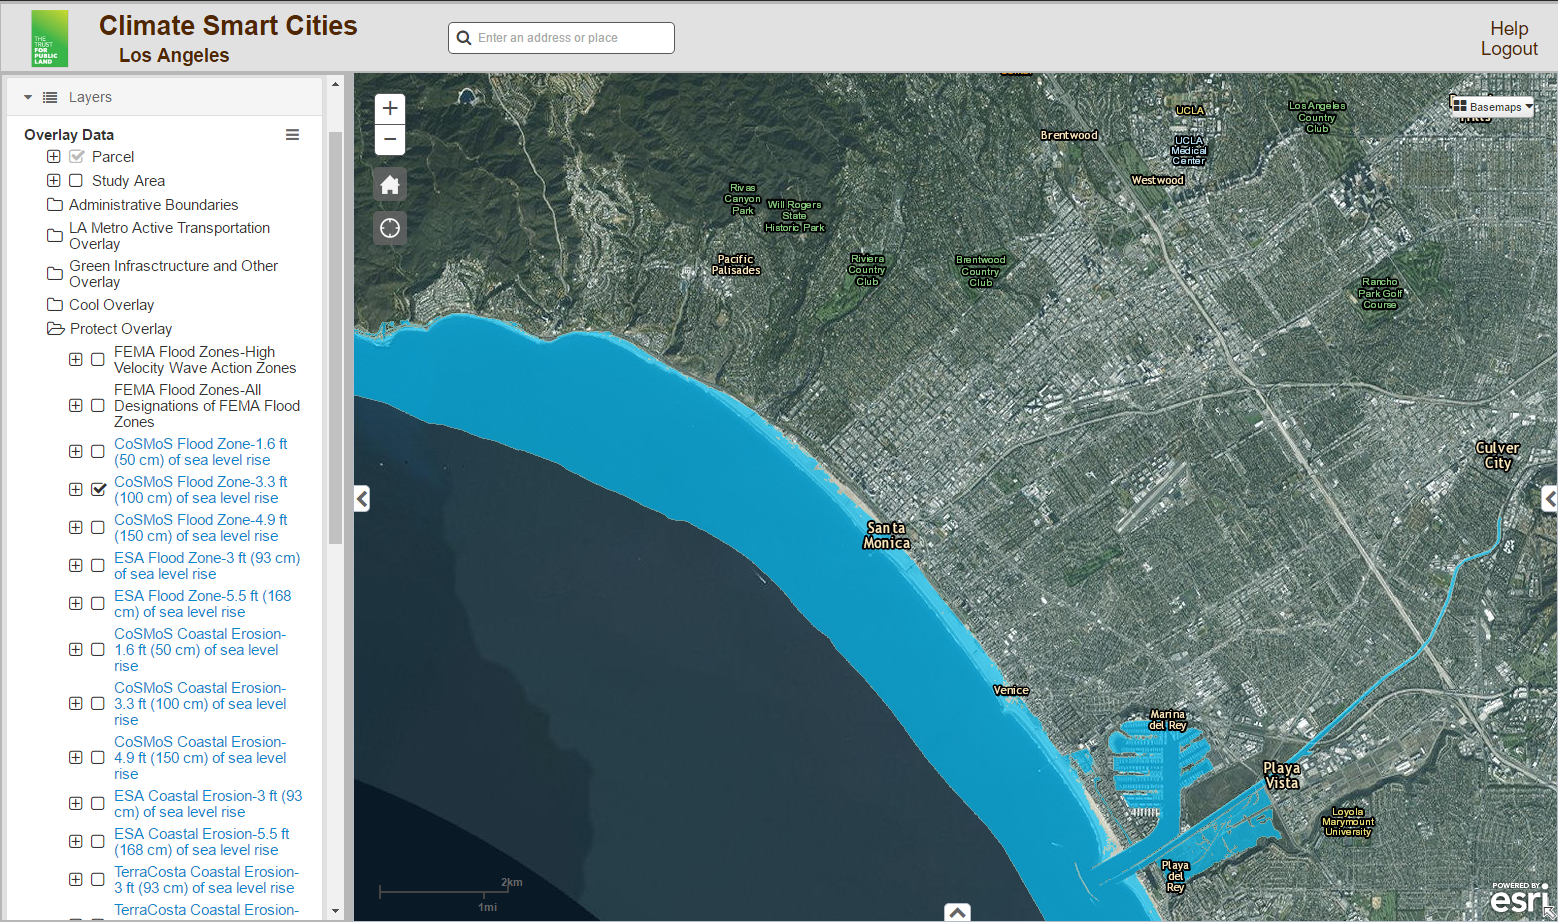 THE
TRUST
FOR
PUBLIC
LAND
Climate Smart Cities
Los Angeles
Enter an address or place
Help
Logout
Layers
Overlay Data
Parcel
Study Area
Administrative Boundaries
LA Metro Active Transportation
Overlay
Green Infrasctructure and Other
Overlay
Cool Overlay
Protect Overlay
FEMA Flood Zones-High
Velocity Wave Action Zones
FEMA Flood Zones-All
Designations of FEMA Flood
Zones
CoSMoS Flood Zone-1.6 ft
(50 cm) of sea level rise
CoSMoS Flood Zone-3.3 ft
(100 cm) of sea level rise
CoSMoS Flood Zone-4.9 ft
(150 cm) of sea level rise
ESA Flood Zone-3 ft (93 cm)
of sea level rise
ESA Flood Zone-5.5 ft (168
cm) of sea level rise
CoSMoS Coastal Erosion-
1.6 ft (50 cm) of sea level
rise
CoSMoS Coastal Erosion-
3.3 ft (100 cm) of sea level
rise
CoSMoS Coastal Erosion-
4.9 ft (150 cm) of sea level
rise
ESA Coastal Erosion-3 ft (93
cm) of sea level rise
ESA Coastal Erosion-5.5 ft
(168 cm) of sea level rise
TerraCosta Coastal Erosion-
3 ft (93 cm) of sea level rise
TerraCosta Coastal Erosion-
Basemaps
UCLA
Los Angeles
Country
Club
Brentwood
UCLA
Medical
Center
Westwood
Rivas
Canyon
Park
Will Rogers
State
Historic Park
Pacific
Palisades
Riviera
Country
Club
Brentwood
Country
Club
Rancho
Park Golf
Course
Culver
City
Santa
Monica
Venice
Marina
del Rey
Playa
Vista
Loyola
Marymount
University
Playa
del
Rey
2km
1mi
POWERED BY
esri